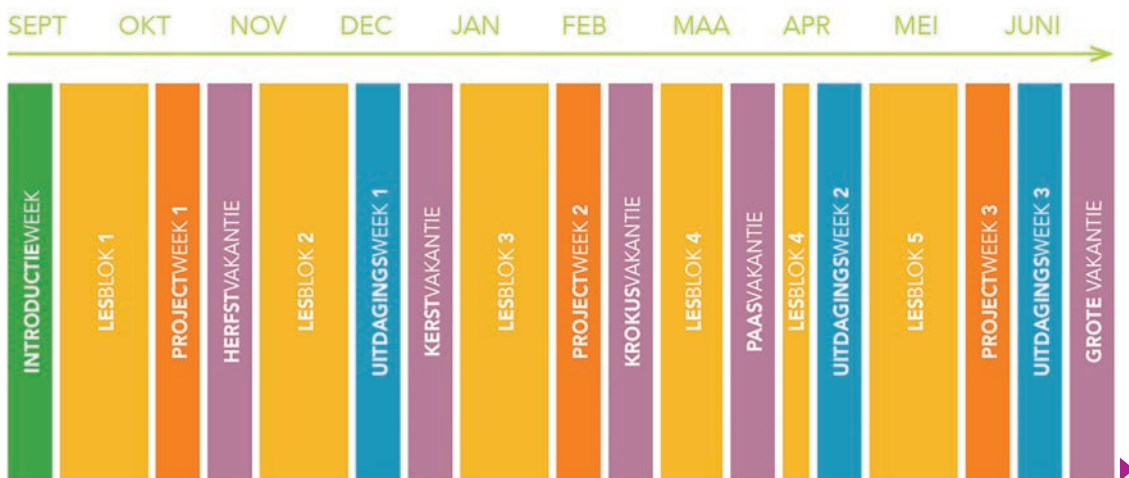 SEPT OKT NOV DEC JAN FEB MAA APR MEI JUNI
INTRODUCTIEWEEK
LESBLOK 1
PROJECTWEEK 1
HERFSTVAKANTIE
LESBLOK 2
UITDAGINGSWEEK 1
KERSTVAKANTIE
LESBLOK 3
PROJECTWEEK 2
KROKUSVAKANTIE
LESBLOK 4
PAASVAKANTIE
LESBLOK 4
UITDAGINGSWEEK 2
LESBLOK 5
PROJECTWEEK 3
UITDAGINGSWEEK 3
GROTE VAKANTIE